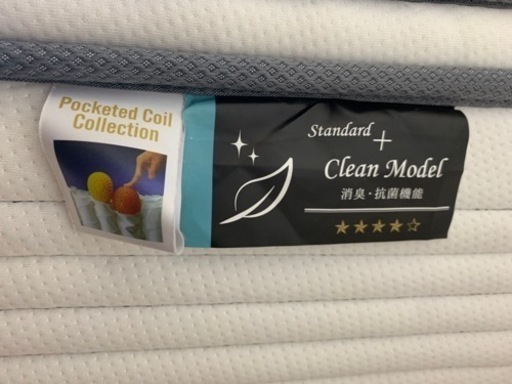 Pocketed Coil
Collection
Standard +
Clean Model
消臭・抗菌機能
★★★★☆